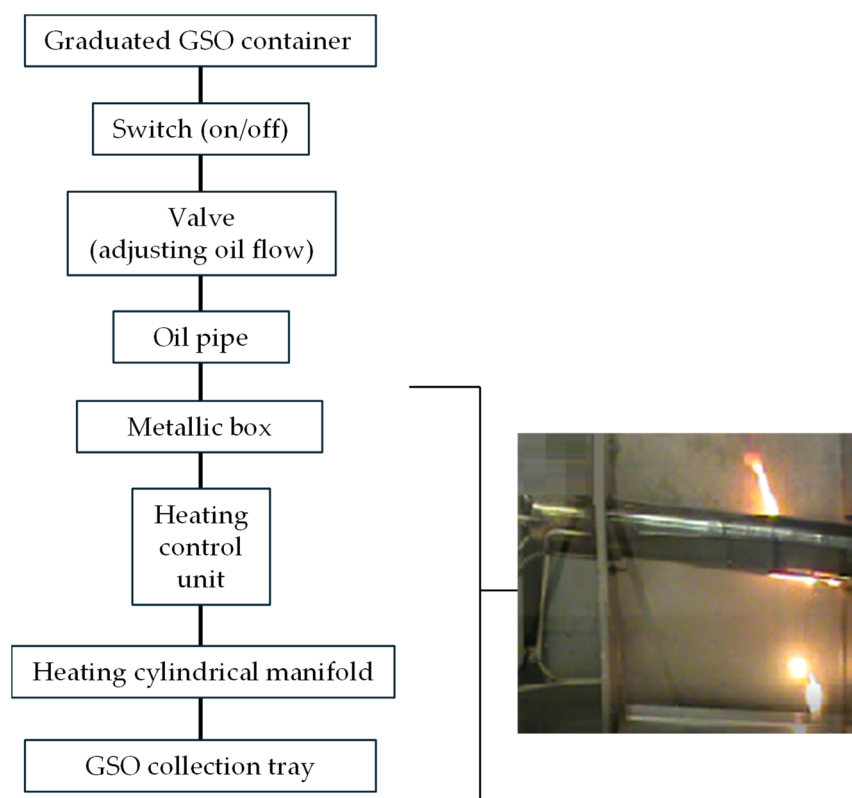 Graduated GSO container
Switch (on/off)
Valve
(adjusting oil flow)
Oil pipe
Metallic box
Heating
control
unit
Heating cylindrical manifold
GSO collection tray